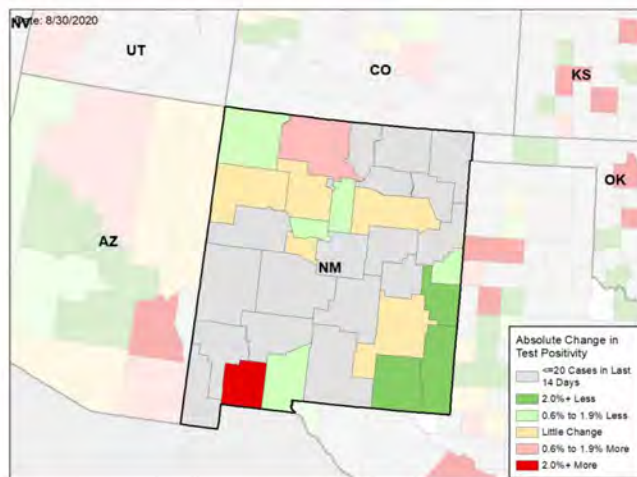 NV
Date: 8/30/2020
UT
CO
KS
OK
AZ
NM
Absolute Change in
Test Positivity
<=20 Cases in Last
14 Days
2.0%+ Less
0.6% to 1.9% Less
Little Change
0.6% to 1.9% More
2.0%+ More